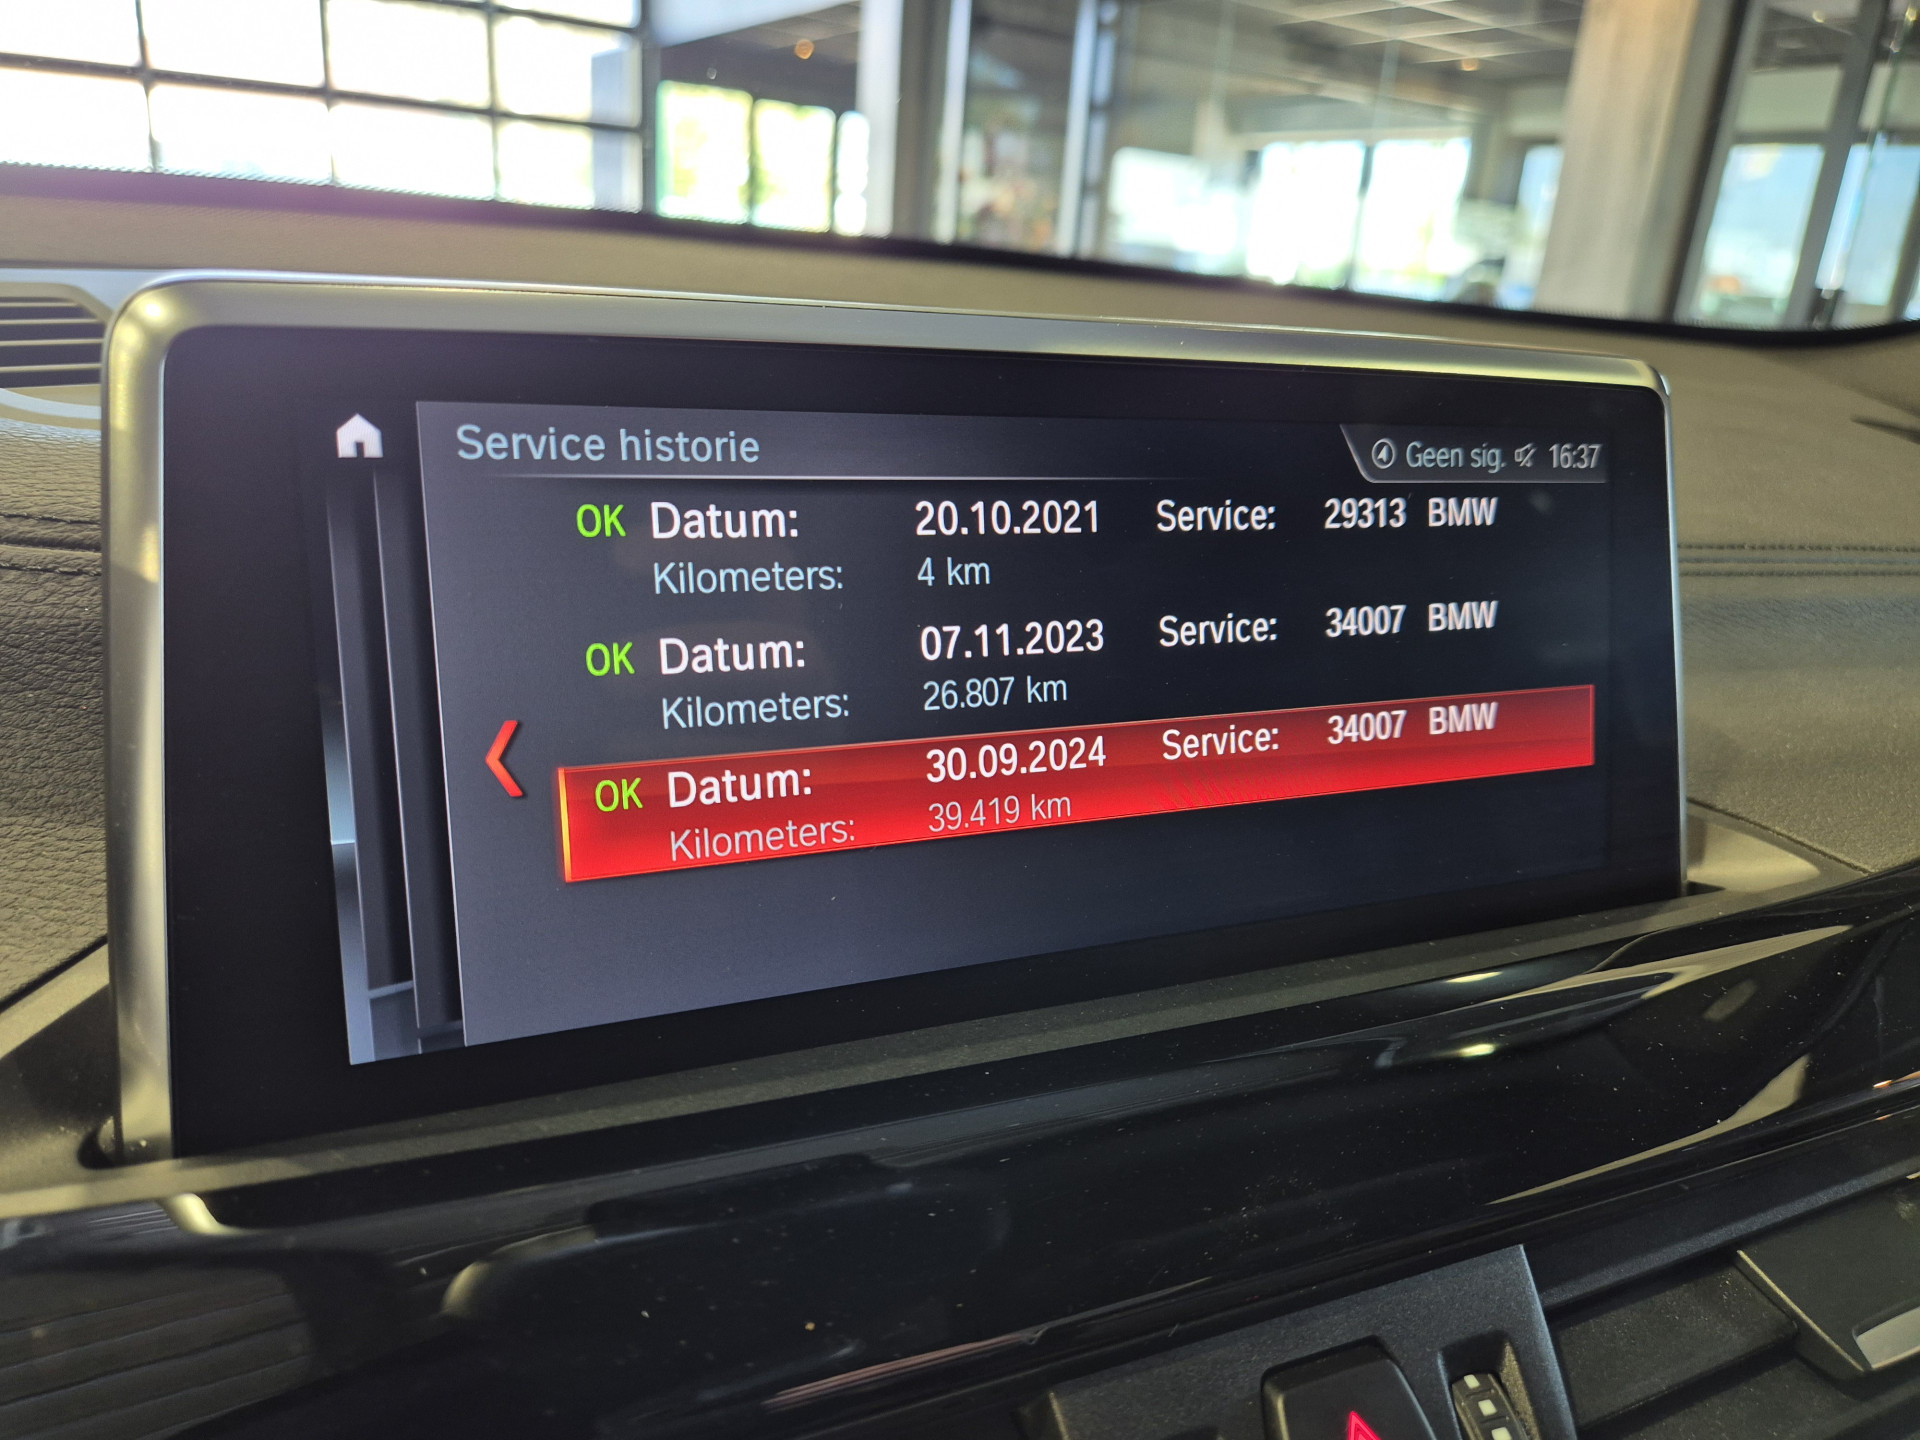 Service historie
Geen sig. 16:37
OK Datum: 20.10.2021 Service: 29313 BMW
Kilometers: 4 km
OK Datum: 07.11.2023 Service: 34007 BMW
Kilometers: 26.807 km
OK Datum: 30.09.2024 Service: 34007 BMW
Kilometers: 39.419 km